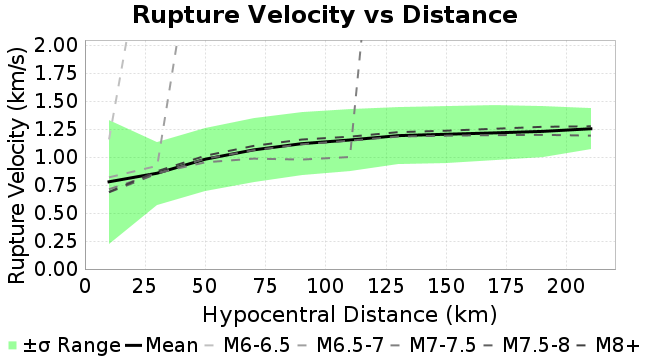 Rupture Velocity vs Distance
Rupture Velocity (km/s)
2.00
1.75
1.50
1.25
1.00
0.75
0.50
0.25
0.00
0 25 50 75 100 125 150 175 200
Hypocentral Distance (km)
±σ Range Mean M6-6.5 M6.5-7 M7-7.5 M7.5-8 M8+